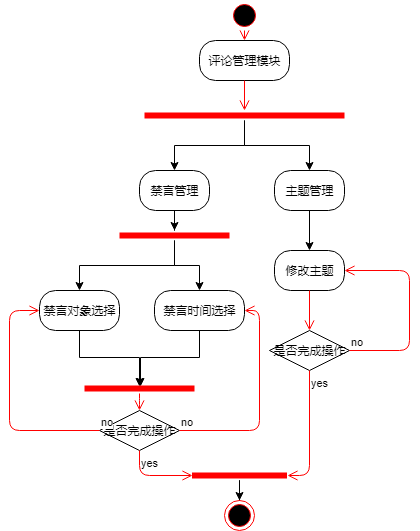 评论管理模块
禁言管理
主题管理
修改主题
禁言对象选择
禁言时间选择
是否完成操作
no
yes
no
no
是否完成操作
yes